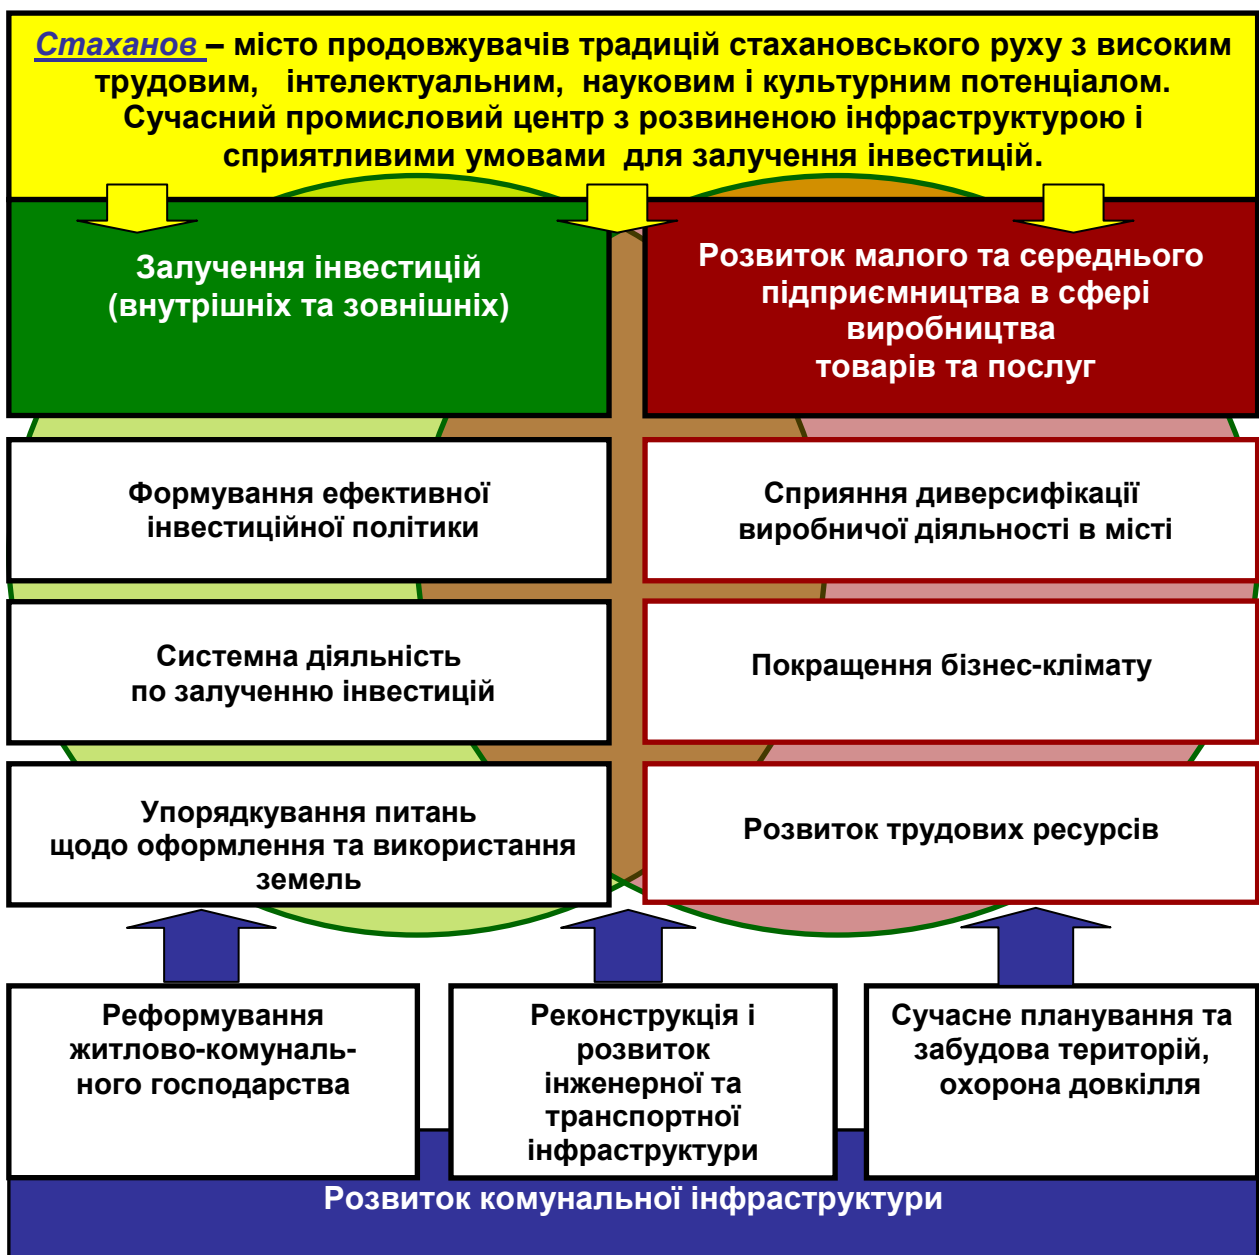 Стаханов – місто продовжувачів традицій стахановського руху з високим
трудовим, інтелектуальним, науковим і культурним потенціалом.
Сучасний промисловий центр з розвиненою інфраструктурою і
сприятливими умовами для залучення інвестицій.
Залучення інвестицій
(внутрішніх та зовнішніх)
Розвиток малого та середнього
підприємництва в сфері
виробництва
товарів та послуг
Формування ефективної
інвестиційної політики
Сприяння диверсифікації
виробничої діяльності в місті
Системна діяльність
по залученню інвестицій
Покращення бізнес-клімату
Упорядкування питань
щодо оформлення та використання
земель
Розвиток трудових ресурсів
Реформування
житлово-комуналь-
ного господарства
Реконструкція і
розвиток
інженерної та
транспортної
інфраструктури
Сучасне планування та
забудова територій,
охорона довкілля
Розвиток комунальної інфраструктури